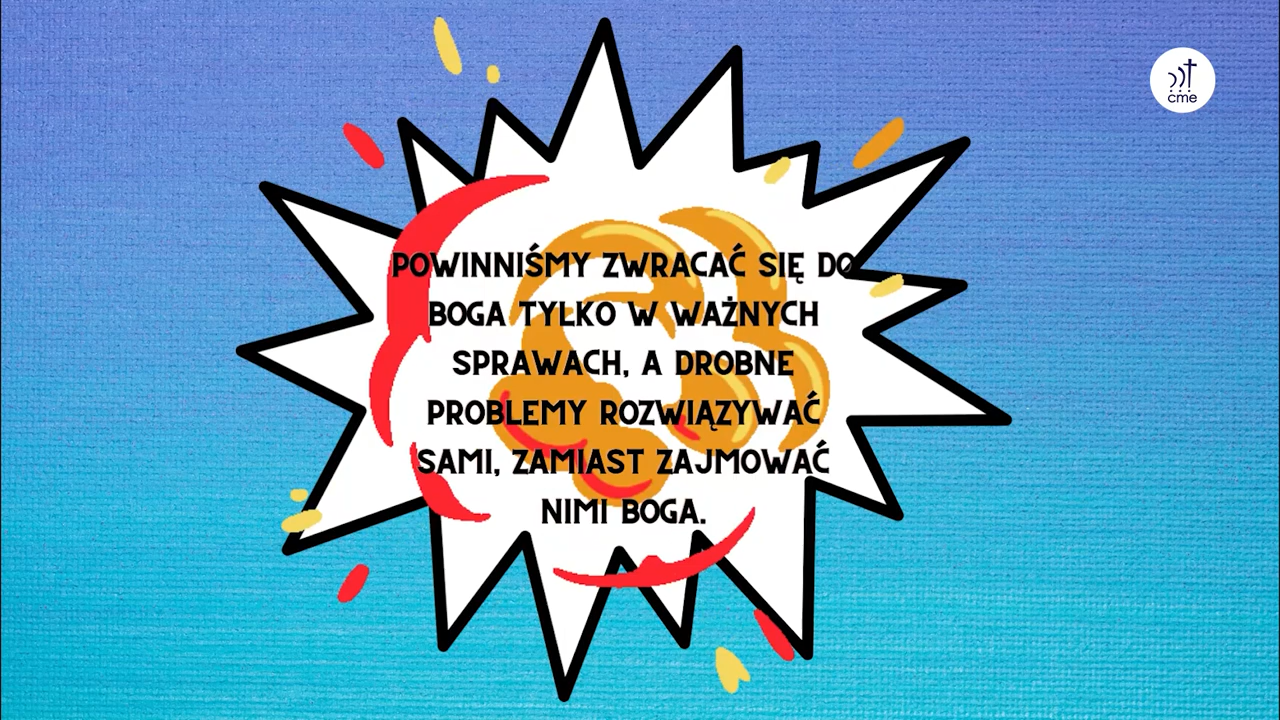 cme
POWINNIŚMY ZWRACAĆ SIĘ DO
BOGA TYLKO W WAŻNYCH
SPRAWACH, A DROBNE
PROBLEMY ROZWIĄZYWAĆ
SAMI, ZAMIAST ZAJMOWAĆ
NIMI BOGA.